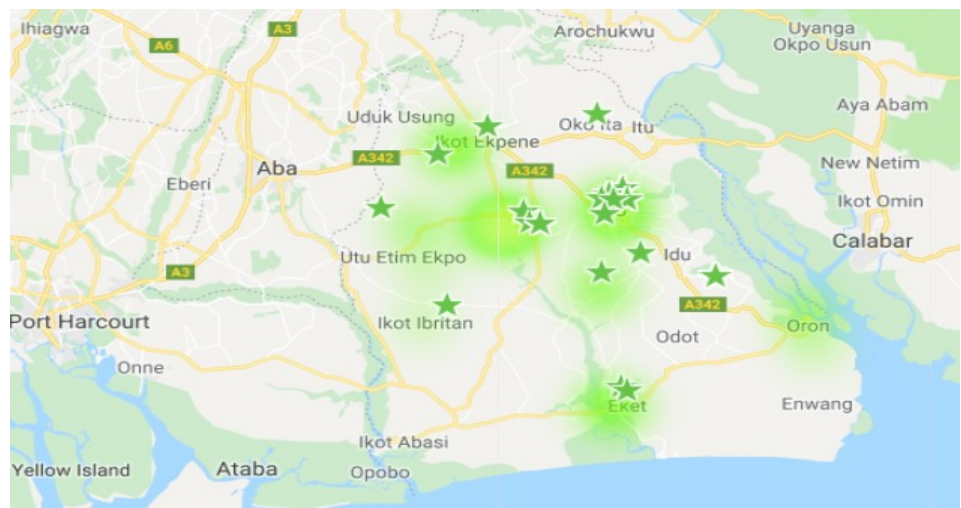 Ihiagwa
A3
Arochukwu
Uyanga
Okpo Usun
A6
Aya Abam
Uduk Usung
Itu
Ikot Ekpene
A342
Aba
A342
New Netim
Eberi
Ikot Omin
Calabar
Utu Etim Ekpo
Idu
A3
A342
Port Harcourt
Ikot Ibritan
Oron
Odot
Onne
Eket
Enwang
Ikot Abasi
Yellow Island
Ataba
Opobo